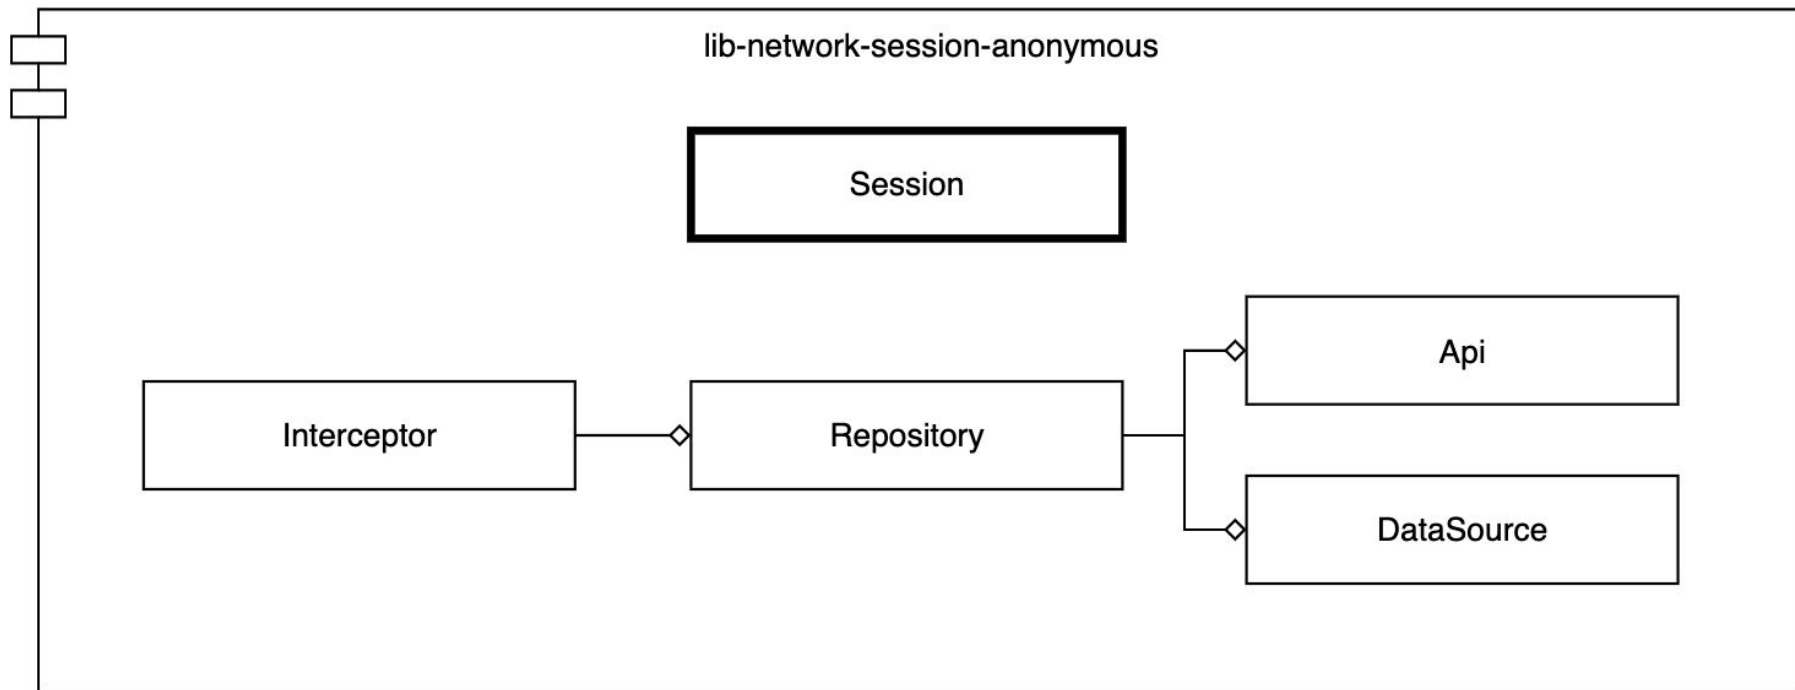 lib-network-session-anonymous
Session
Api
Interceptor
Repository
DataSource